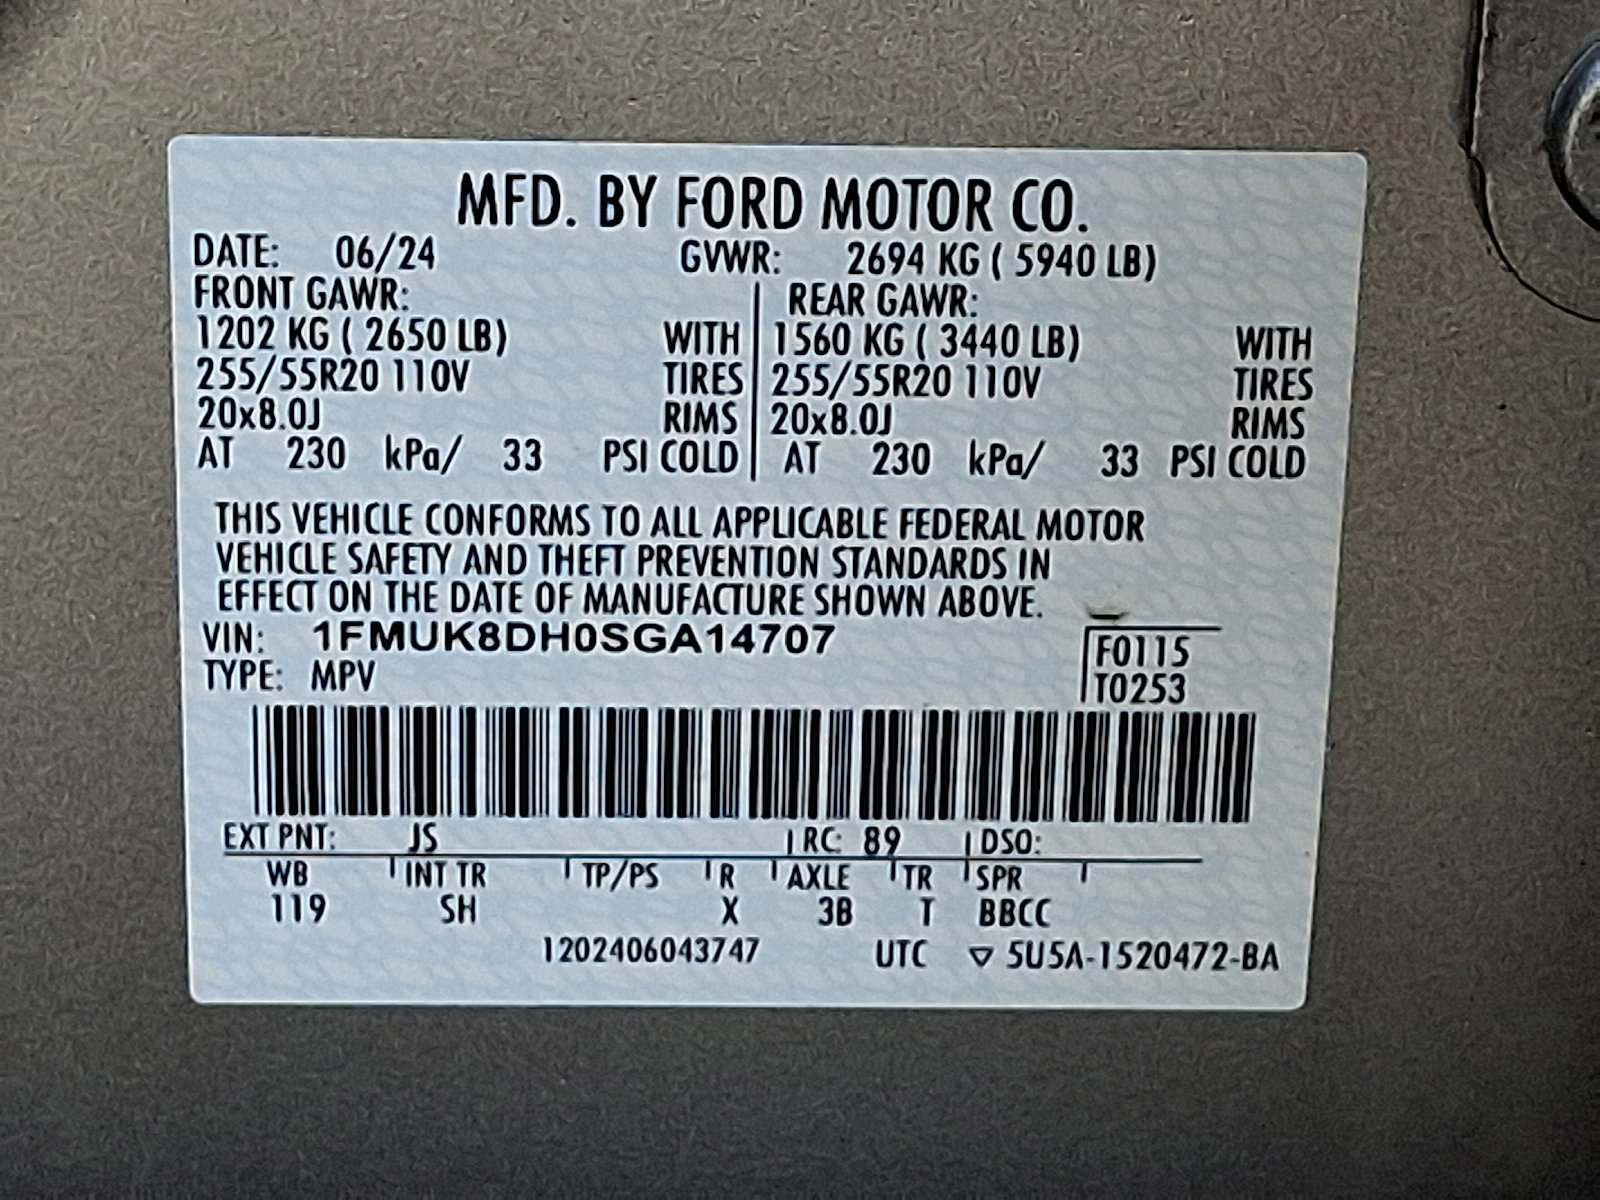 MFD. BY FORD MOTOR CO.
DATE: 06/24 GVWR: 2694 KG ( 5940 LB)
FRONT GAWR: REAR GAWR:
1202 KG ( 2650 LB) WITH 1560 KG ( 3440 LB) WITH
255/55R20 110V TIRES 255/55R20 110V TIRES
20x8.0J RIMS 20x8.0J RIMS
AT 230 kPa/ 33 PSI COLD AT 230 kPa/ 33 PSI COLD
THIS VEHICLE CONFORMS TO ALL APPLICABLE FEDERAL MOTOR
VEHICLE SAFETY AND THEFT PREVENTION STANDARDS IN
EFFECT ON THE DATE OF MANUFACTURE SHOWN ABOVE.
VIN: 1FMUK8DH0SGA14707 F0115
TYPE: MPV T0253
EXT PNT: JS RC: 89 DSO:
WB INT TR TP/PS R AXLE TR SPR
119 SH X 3B T BBCC
1202406043747 UTC ▽ 5U5A-1520472-BA